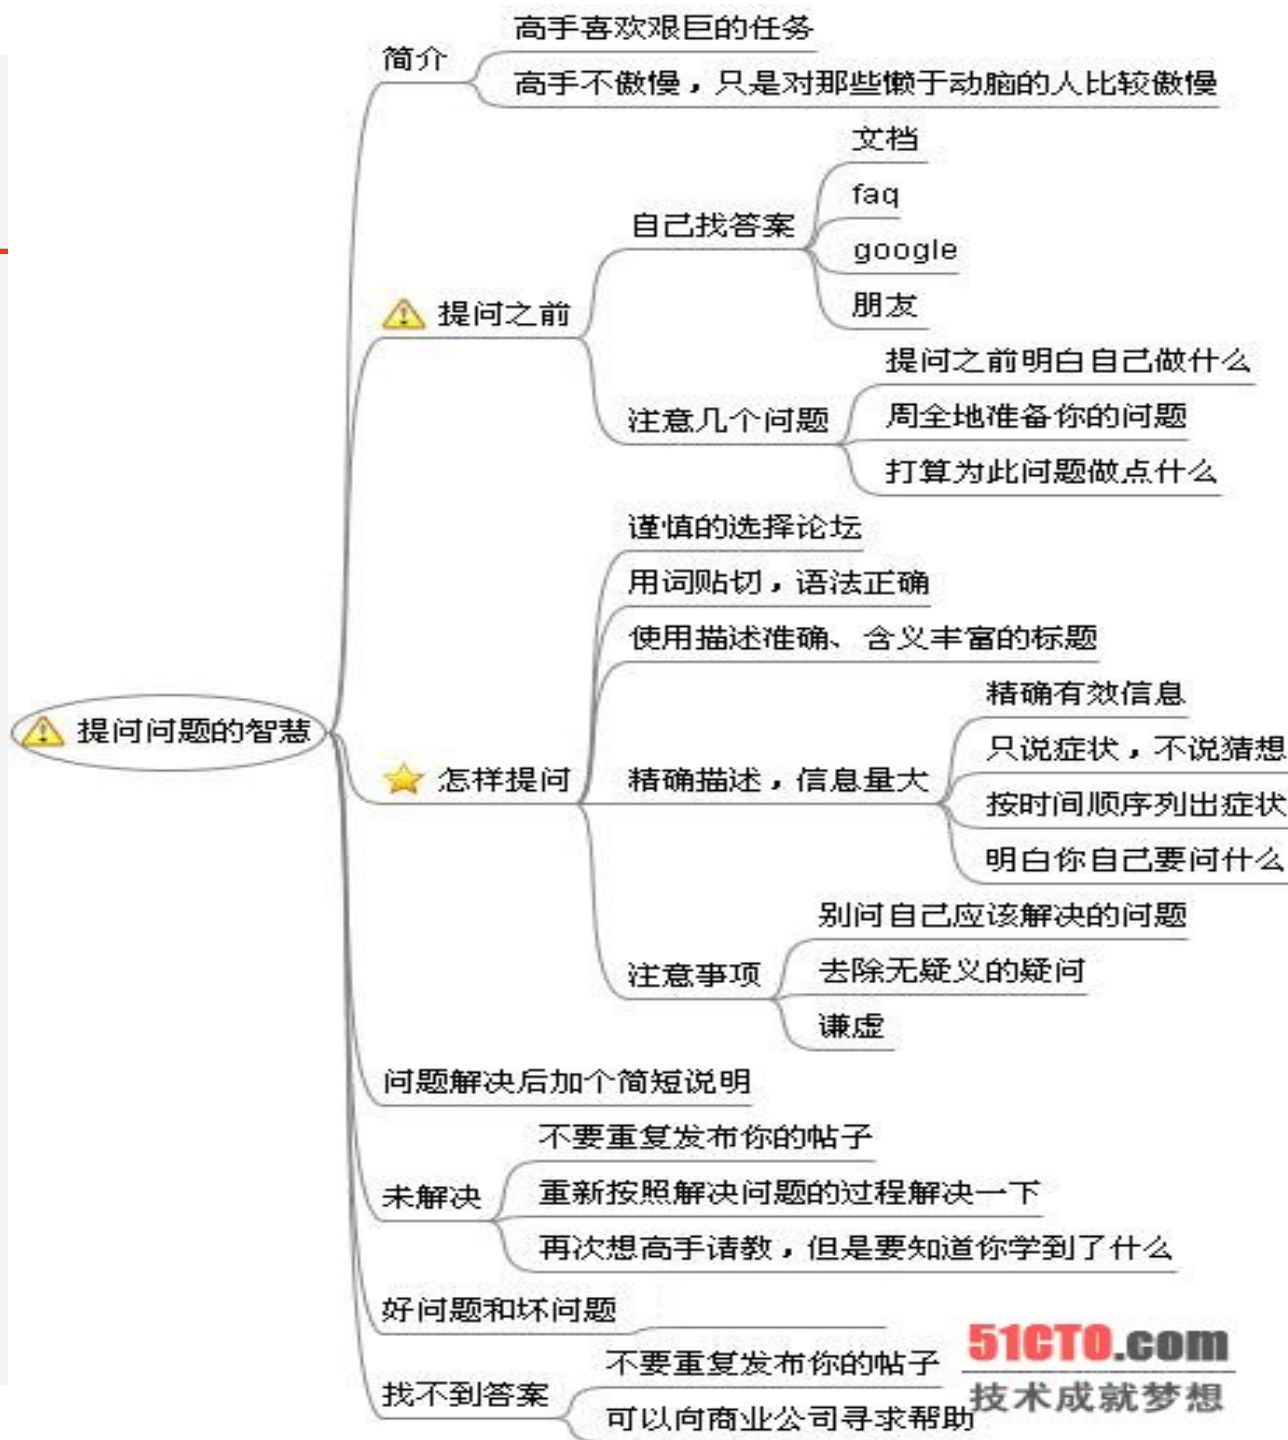 高手喜欢艰巨的任务
简介
高手不傲慢，只是对那些懒于动脑的人比较傲慢
文档
faq
自己找答案
google
朋友
提问之前
提问之前明白自己做什么
注意几个问题
周全地准备你的问题
打算为此问题做点什么
谨慎的选择论坛
用词贴切，语法正确
使用描述准确、含义丰富的标题
提问问题的智慧
怎样提问
精确描述，信息量大
精确有效信息
只说症状，不说猜想
按时间顺序列出症状
明白你自己要问什么
注意事项
别问自己应该解决的问题
去除无疑义的疑问
谦虚
问题解决后加个简短说明
未解决
不要重复发布你的帖子
重新按照解决问题的过程解决一下
再次想高手请教，但是要知道你学到了什么
好问题和坏问题
找不到答案
不要重复发布你的帖子
可以向商业公司寻求帮助
51CTO.com
技术成就梦想